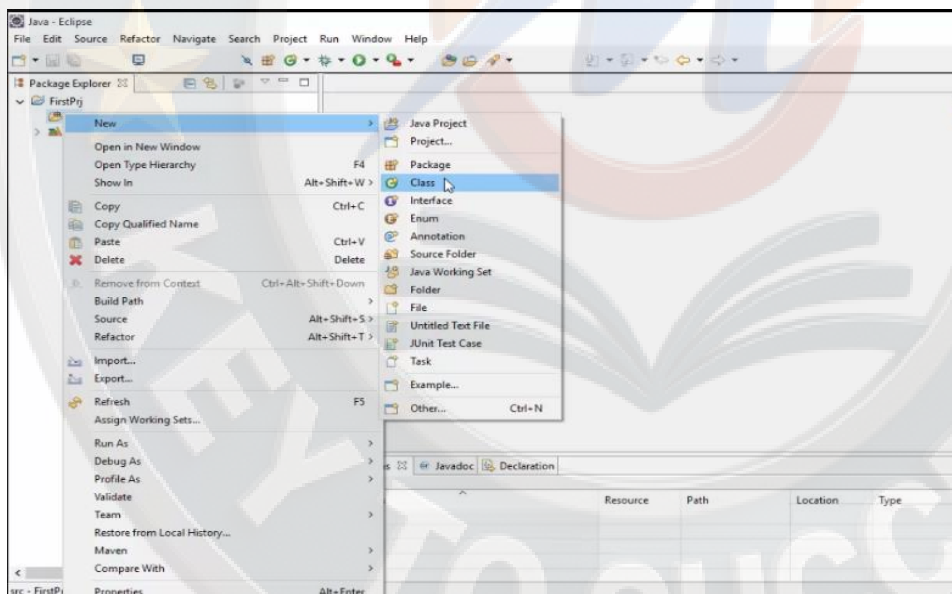 Java - Eclipse
File Edit Source Refactor Navigate Search Project Run Window Help
Package Explorer
FirstPrj
New
Open in New Window
Open Type Hierarchy F4
Show In Alt+Shift+W >
Copy Ctrl+C
Copy Qualified Name
Paste Ctrl+V
Delete Delete
Remove from Context Ctrl+Alt+Shift+Down
Build Path
Source Alt+Shift+S >
Refactor Alt+Shift+T >
Import...
Export...
Refresh F5
Assign Working Sets...
Run As
Debug As
Profile As
Validate
Team
Restore from Local History...
Maven
Compare With
Properties Alt+Enter
Java Project
Project...
Package
Class
Interface
Enum
Annotation
Source Folder
Java Working Set
Folder
File
Untitled Text File
JUnit Test Case
Task
Example...
Other... Ctrl+N
Javadoc Declaration
Resource Path Location Type
src - FirstPr
KEY TO SUCC